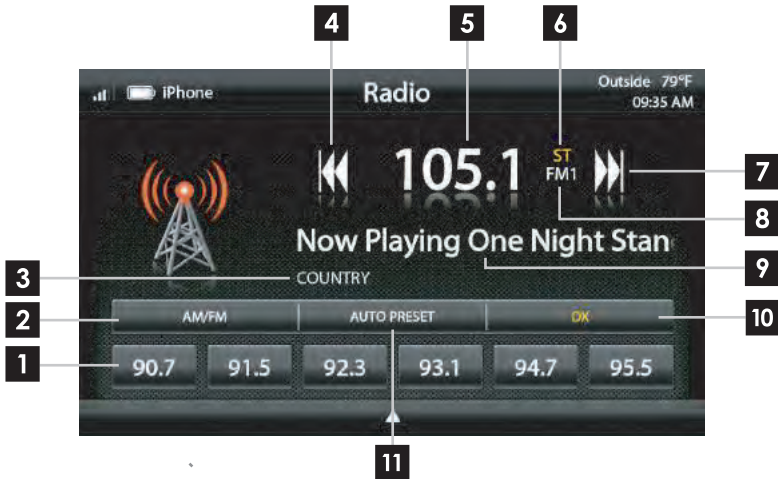 4 5 6
iPhone Radio Outside 79°F
09:35 AM
105.1 ST
FM1
7
8
Now Playing One Night Stan
9
3 COUNTRY
2 AM/FM AUTO PRESET DX 10
1 90.7 91.5 92.3 93.1 94.7 95.5
11